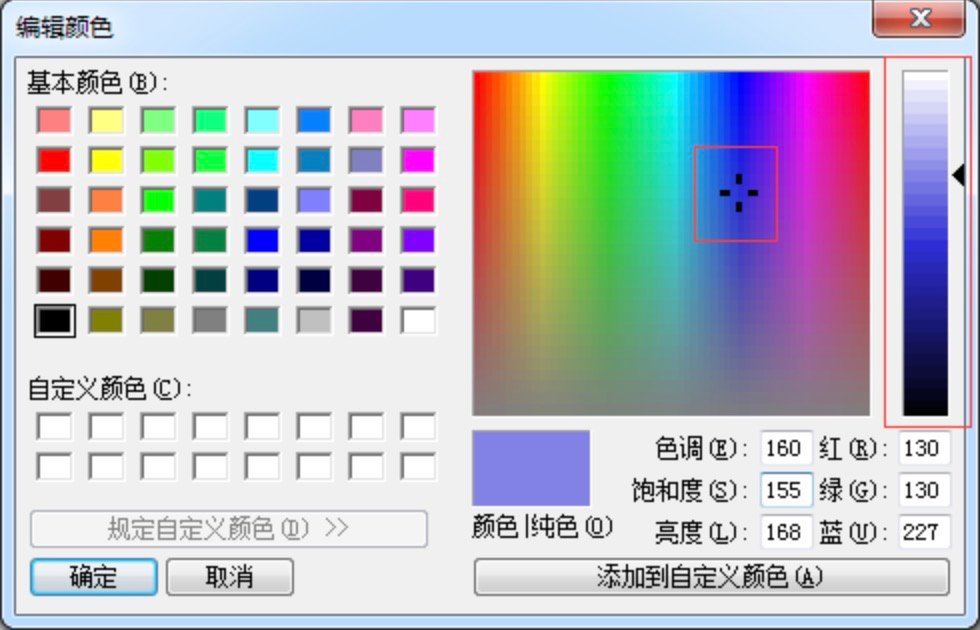 编辑颜色
基本颜色(B):
自定义颜色(C):
规定自定义颜色(D) >>
确定 取消
颜色|纯色(O)
色调(E): 160 红(R): 130
饱和度(S): 155 绿(G): 130
亮度(L): 168 蓝(U): 227
添加到自定义颜色(A)